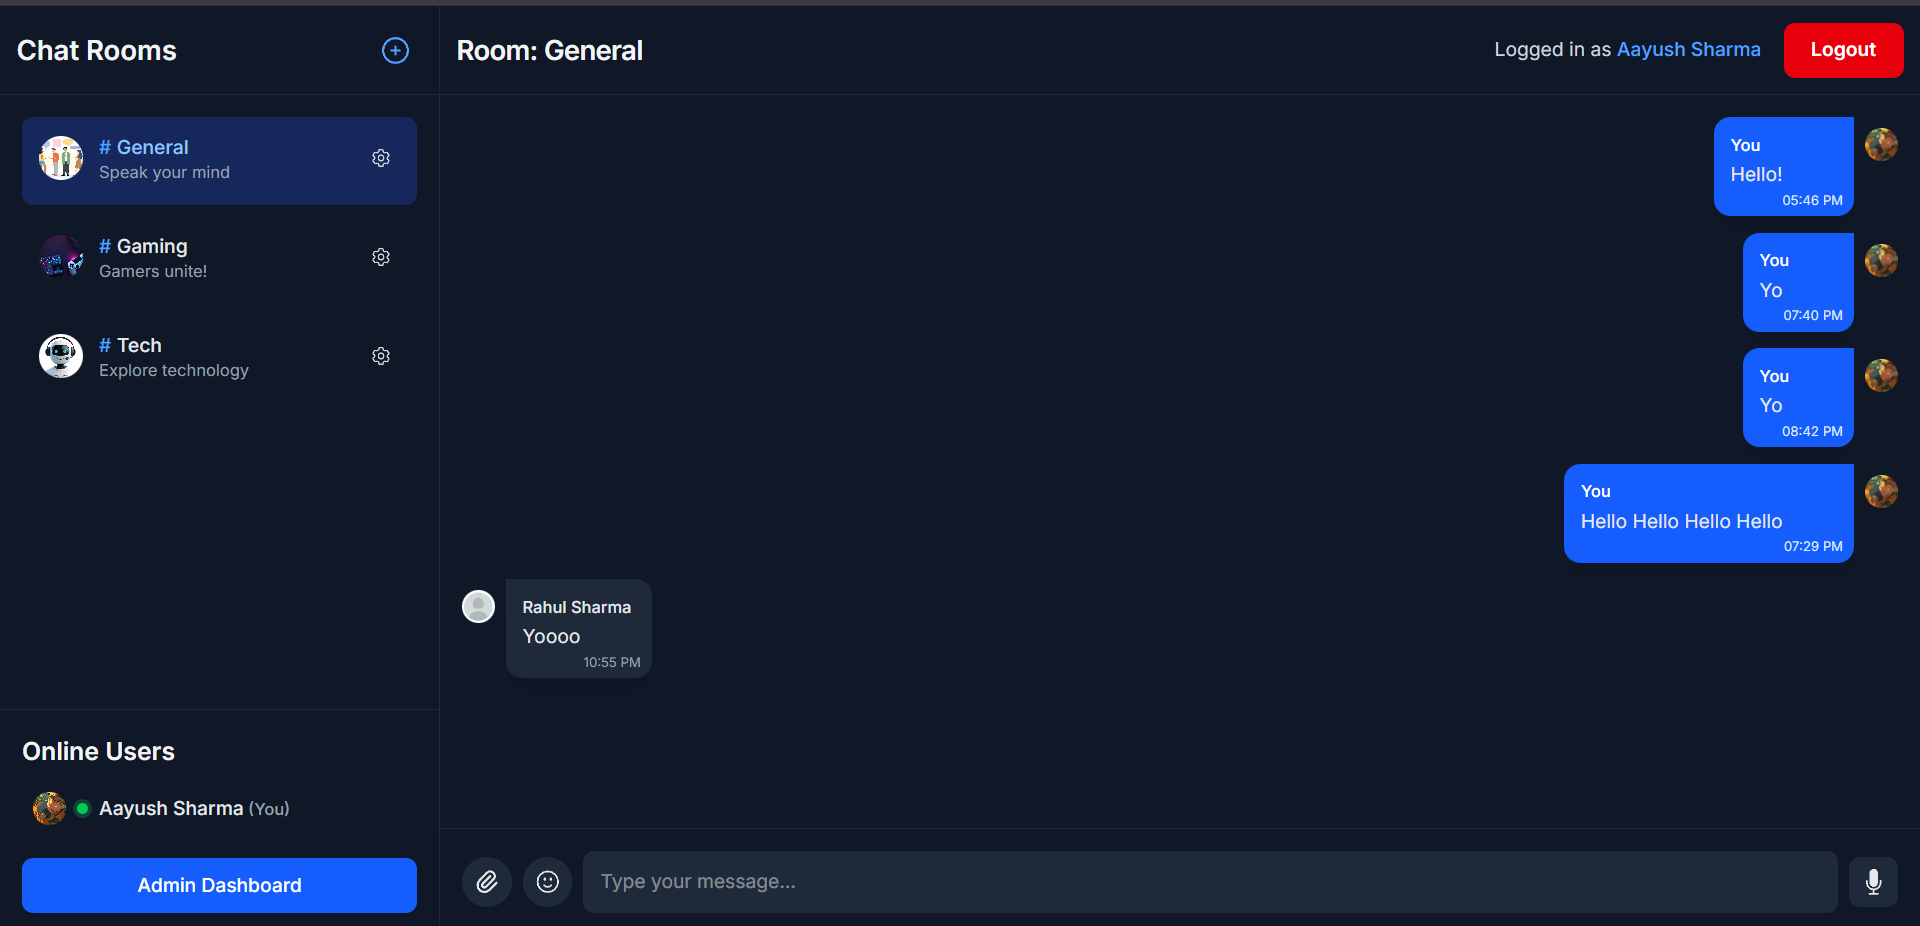 Chat Rooms
# General
Speak your mind
# Gaming
Gamers unite!
# Tech
Explore technology
Online Users
Aayush Sharma (You)
Admin Dashboard
Room: General
Logged in as Aayush Sharma
Logout
You
Hello!
05:46 PM
You
Yo
07:40 PM
You
Yo
08:42 PM
You
Hello Hello Hello Hello
07:29 PM
Rahul Sharma
Yoooo
10:55 PM
Type your message...